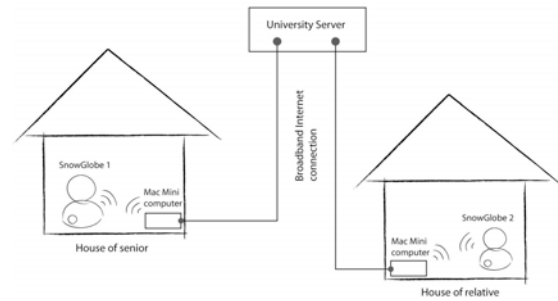 University Server
Broadband Internet
connection
SnowGlobe 1
Mac Mini
computer
House of senior
SnowGlobe 2
Mac Mini
computer
House of relative